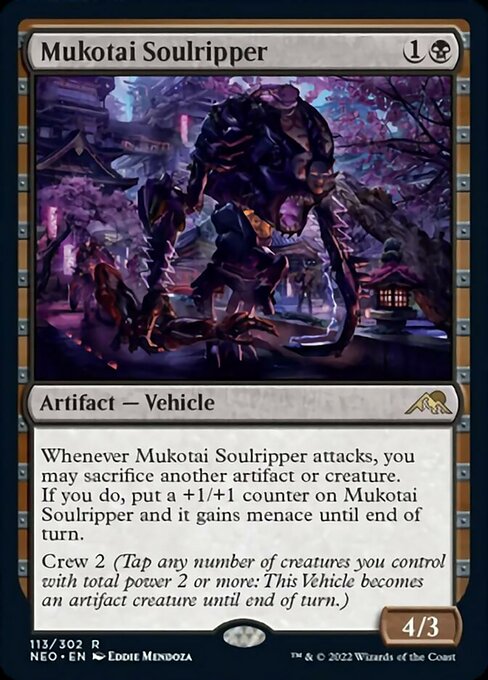 Mukotai Soulripper 1
Artifact — Vehicle
Whenever Mukotai Soulripper attacks, you
may sacrifice another artifact or creature.
If you do, put a +1/+1 counter on Mukotai
Soulripper and it gains menace until end of
turn.
Crew 2 (Tap any number of creatures you control
with total power 2 or more: This Vehicle becomes
an artifact creature until end of turn.)
4/3
113/302 R
NEO • EN Eddie Mendoza
™ & © 2022 Wizards of the Coast